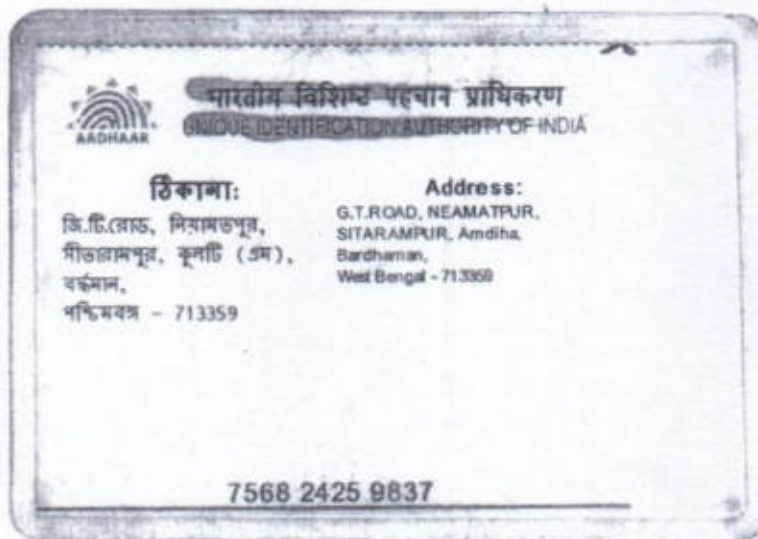 AADHAAR
भारतीय विशिष्ट पहचान प्राधिकरण
UNIQUE IDENTIFICATION AUTHORITY OF INDIA
ঠিকানা:
জি.টি.রোড, নিয়ামতপুর,
সীতারামপুর, কুলটি (এম),
বর্দ্ধমান,
পশ্চিমবঙ্গ - 713359
Address:
G.T.ROAD, NEAMATPUR,
SITARAMPUR, Amdiha,
Bardhaman,
West Bengal - 713359
7568 2425 9837